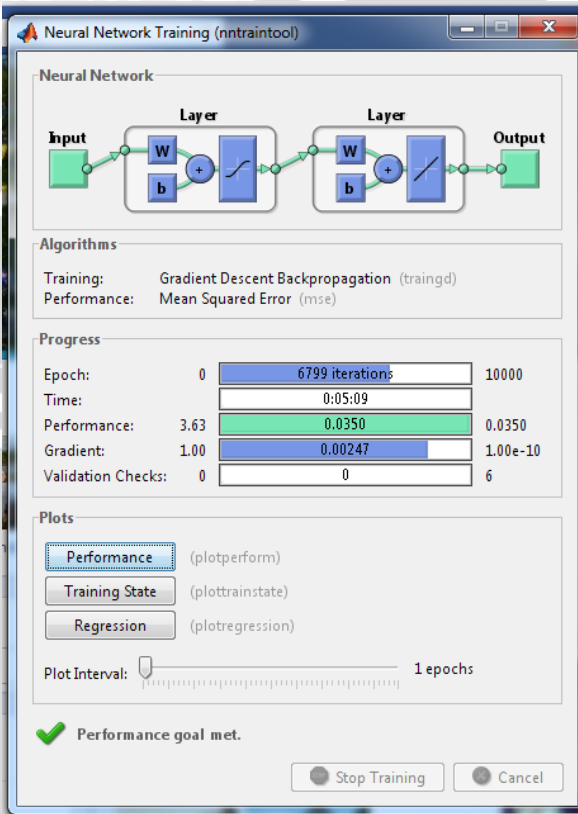 Neural Network Training (nntraintool)
Neural Network
Layer Layer
Input Output
W W
b b
Algorithms
Training: Gradient Descent Backpropagation (traingd)
Performance: Mean Squared Error (mse)
Progress
Epoch: 0 6799 iterations 10000
Time: 0:05:09
Performance: 3.63 0.0350 0.0350
Gradient: 1.00 0.00247 1.00e-10
Validation Checks: 0 0 6
Plots
Performance (plotperform)
Training State (plottrainstate)
Regression (plotregression)
Plot Interval: 1 epochs
Performance goal met.
Stop Training Cancel